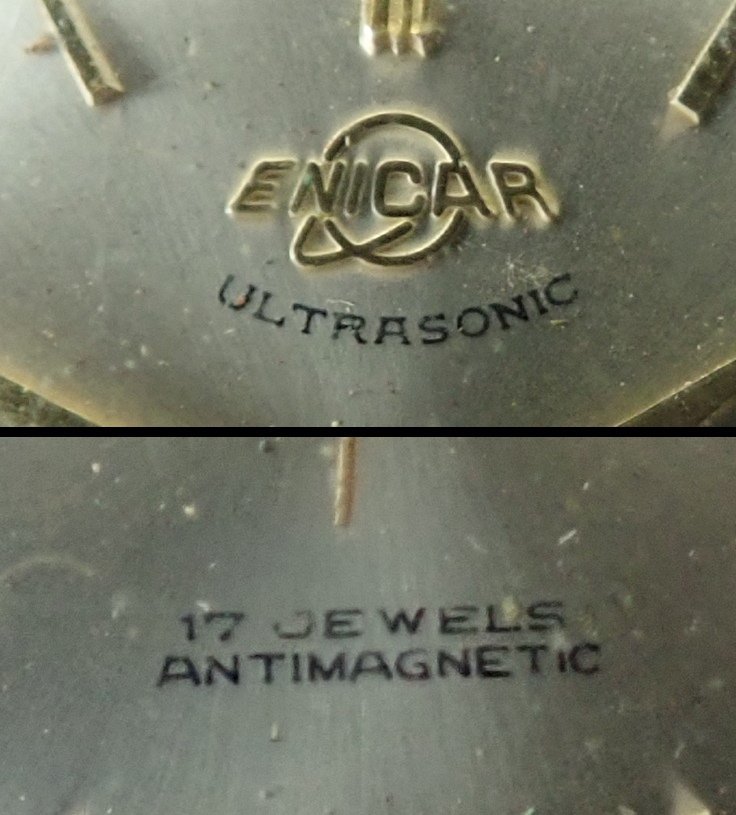 ENICAR
ULTRASONIC
17 JEWELS
ANTIMAGNETIC